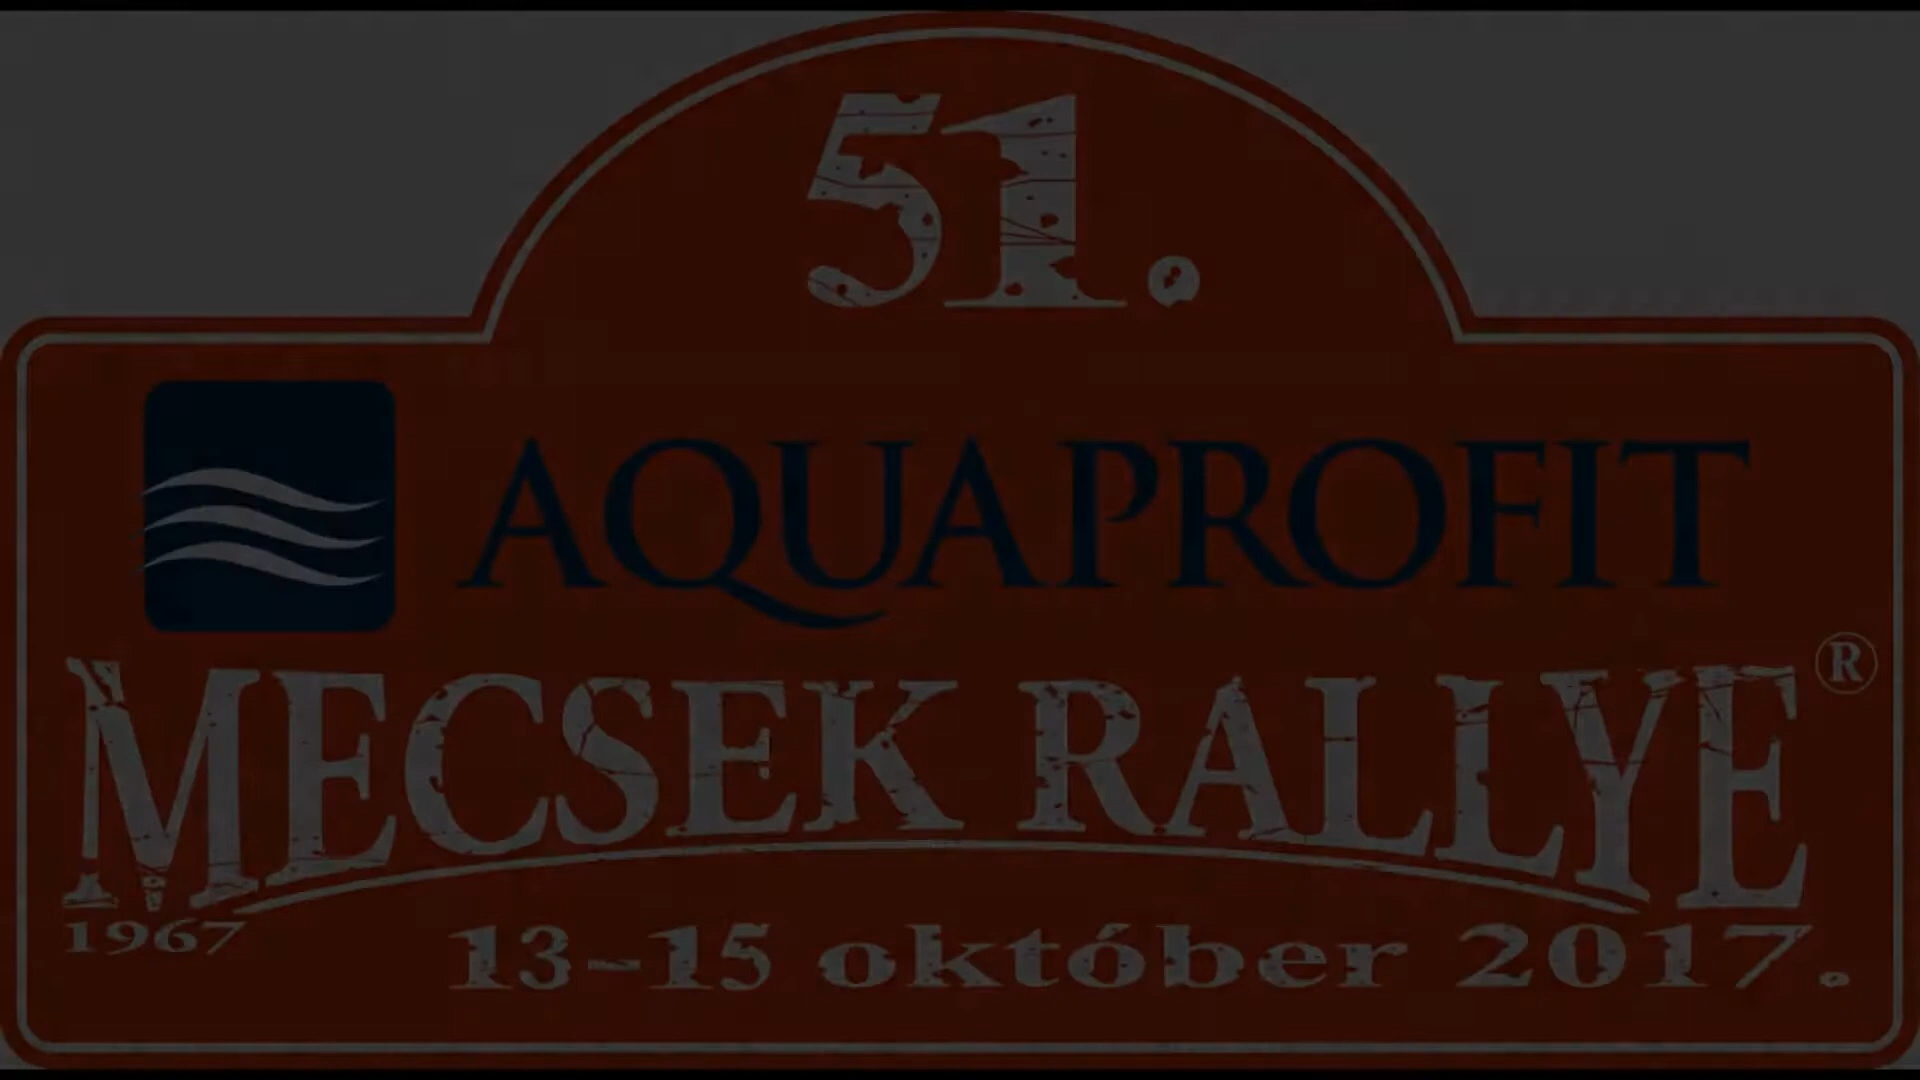 51.
AQUAPROFIT
MECSEK RALLYE®
1967
13-15 október 2017.